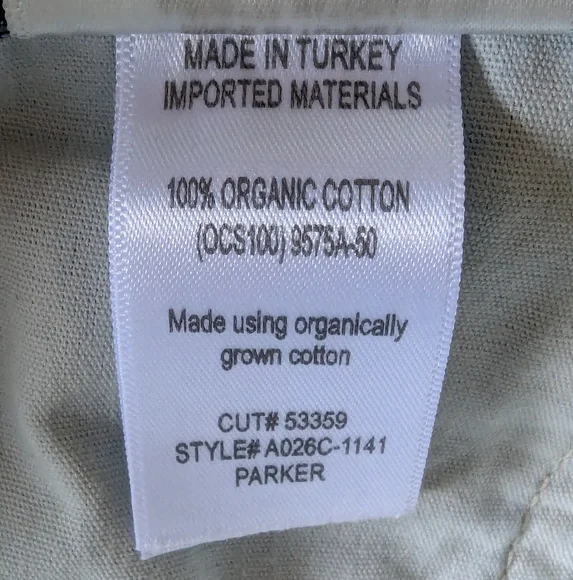 MADE IN TURKEY
IMPORTED MATERIALS
100% ORGANIC COTTON
(OCS100) 9575A-50
Made using organically
grown cotton
CUT# 53359
STYLE# A026C-1141
PARKER